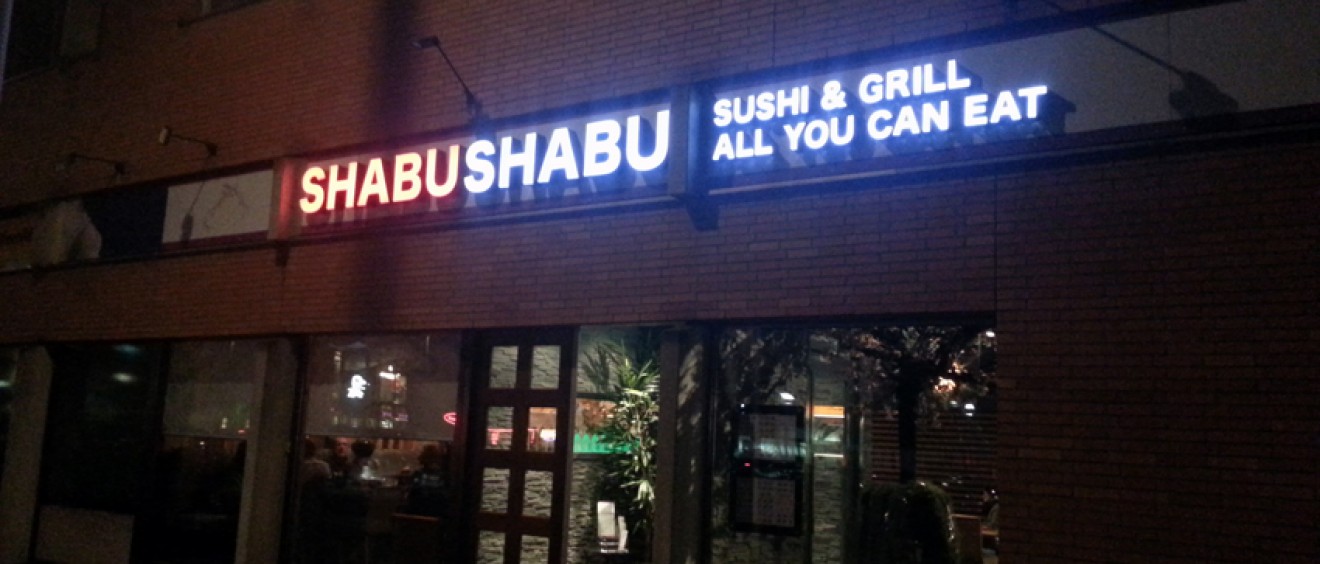 SHABUSHABU
SUSHI & GRILL
ALL YOU CAN EAT